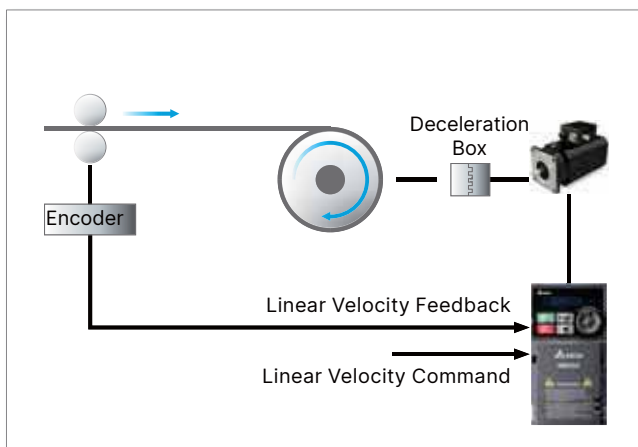 Deceleration
Box
Encoder
Linear Velocity Feedback
Linear Velocity Command